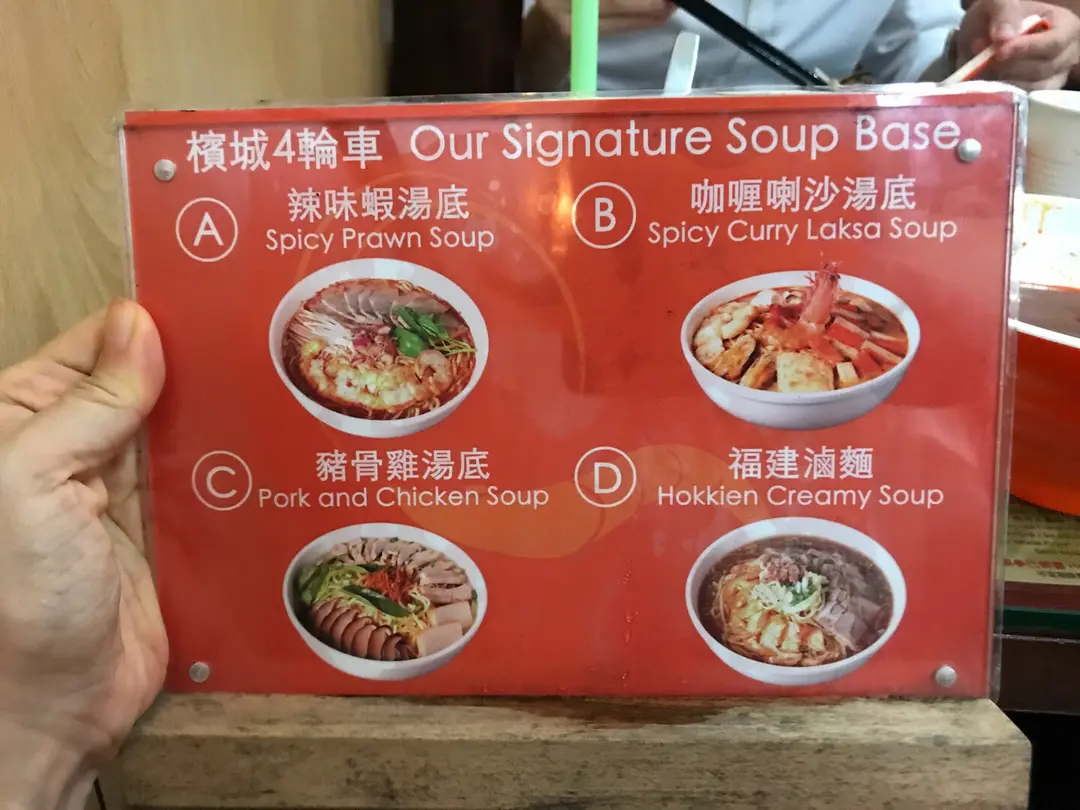 檳城4輪車 Our Signature Soup Base
A
辣味蝦湯底
Spicy Prawn Soup
B
咖喱喇沙湯底
Spicy Curry Laksa Soup
C
豬骨雞湯底
Pork and Chicken Soup
D
福建滷麵
Hokkien Creamy Soup